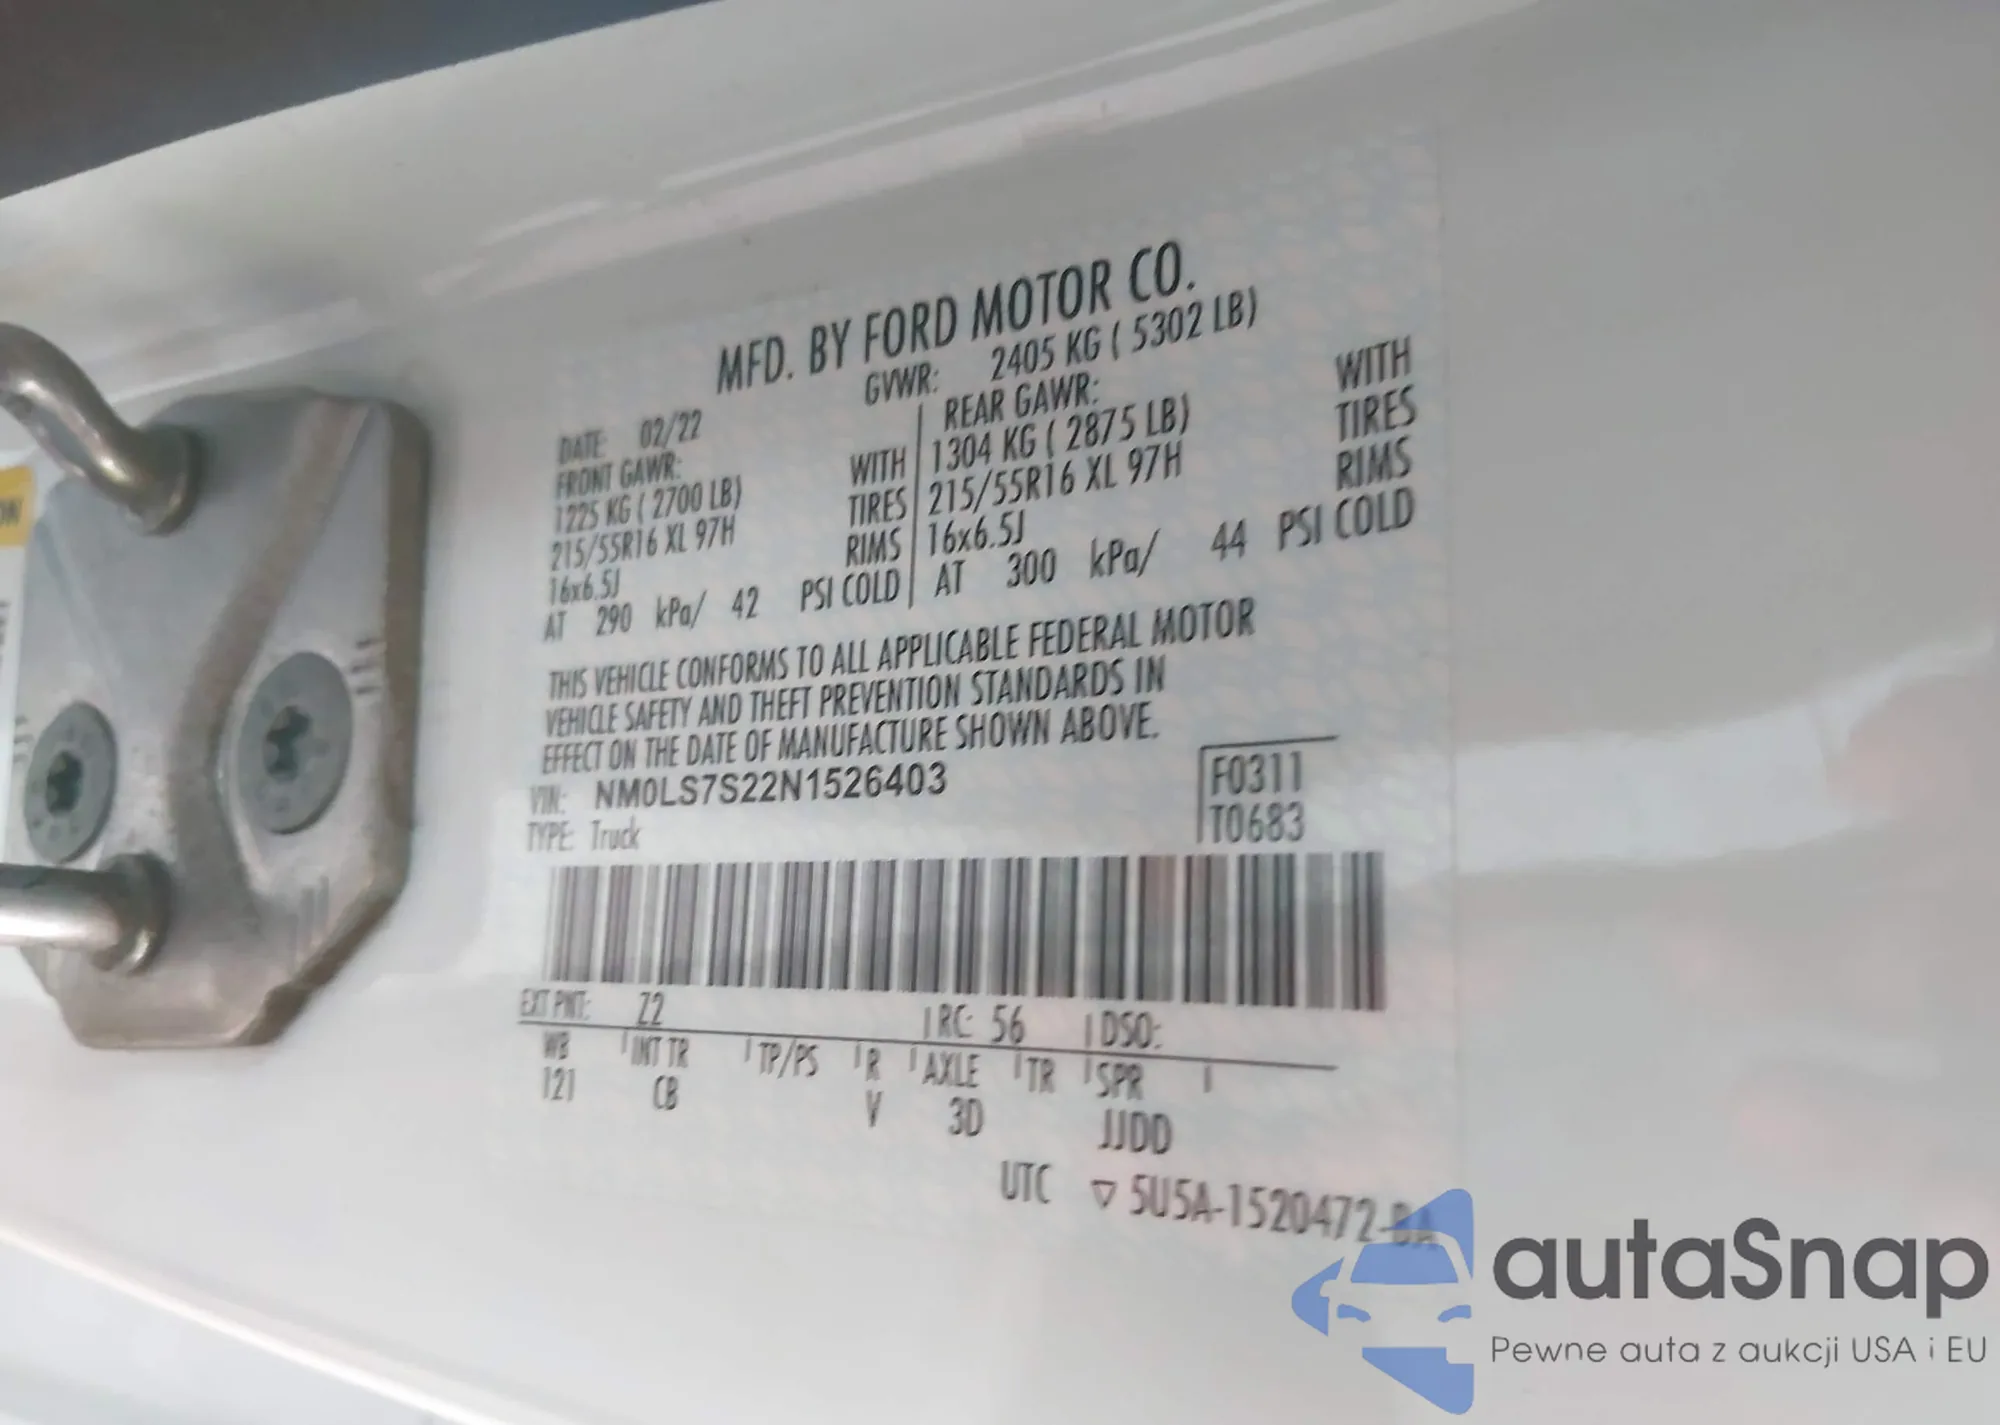 MFD. BY FORD MOTOR CO.
GVWR: 2405 KG ( 5302 LB)
DATE: 02/22
FRONT GAWR:
1225 KG ( 2700 LB) WITH
215/55R16 XL 97H TIRES
16x6.5J RIMS
AT 290 kPa/ 42 PSI COLD
REAR GAWR:
1304 KG ( 2875 LB) WITH
215/55R16 XL 97H TIRES
16x6.5J RIMS
AT 300 kPa/ 44 PSI COLD
THIS VEHICLE CONFORMS TO ALL APPLICABLE FEDERAL MOTOR
VEHICLE SAFETY AND THEFT PREVENTION STANDARDS IN
EFFECT ON THE DATE OF MANUFACTURE SHOWN ABOVE.
VIN: NM0LS7S22N1526403
TYPE: Truck
F0311
T0683
EXT PNT: Z2 RC: 56 DSO:
WB INT TR TP/PS R AXLE TR SPR
121 CB V 3D JJDD
UTC ▽ 5U5A-1520472-BA
autaSnap
Pewne auta z aukcji USA i EU